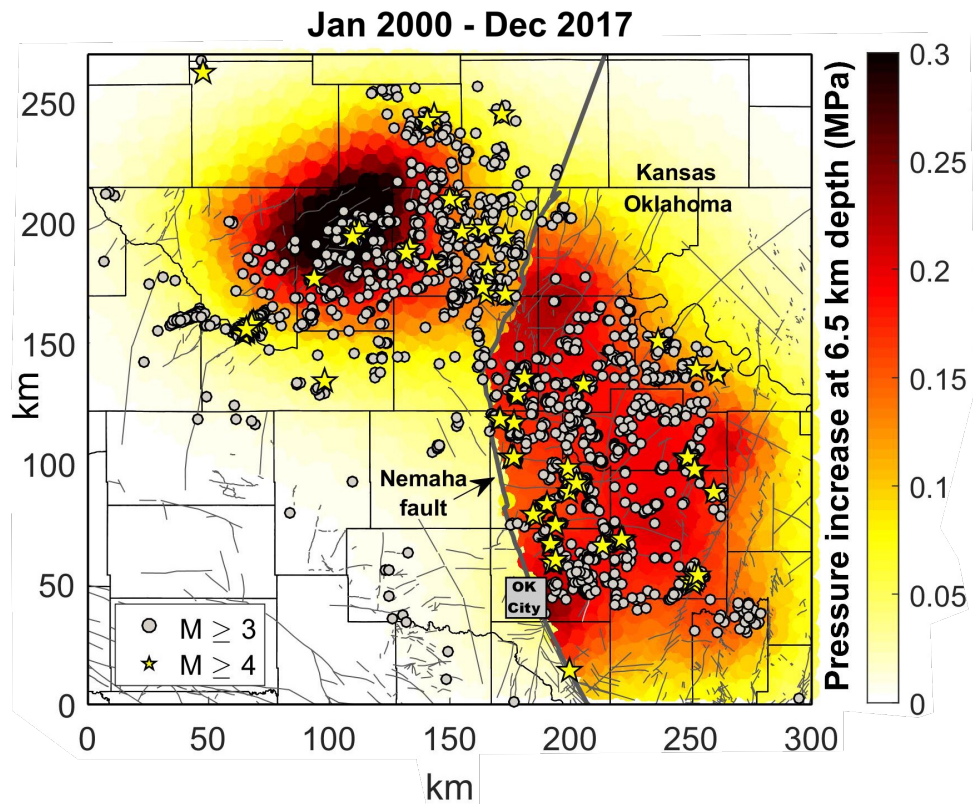 Jan 2000 - Dec 2017
250
200
150
100
50
0
km
0
50
100
150
200
250
300
km
Kansas
Oklahoma
Nemaha
fault
OK
City
M ≥ 3
M ≥ 4
0.3
0.25
0.2
0.15
0.1
0.05
0
Pressure increase at 6.5 km depth (MPa)